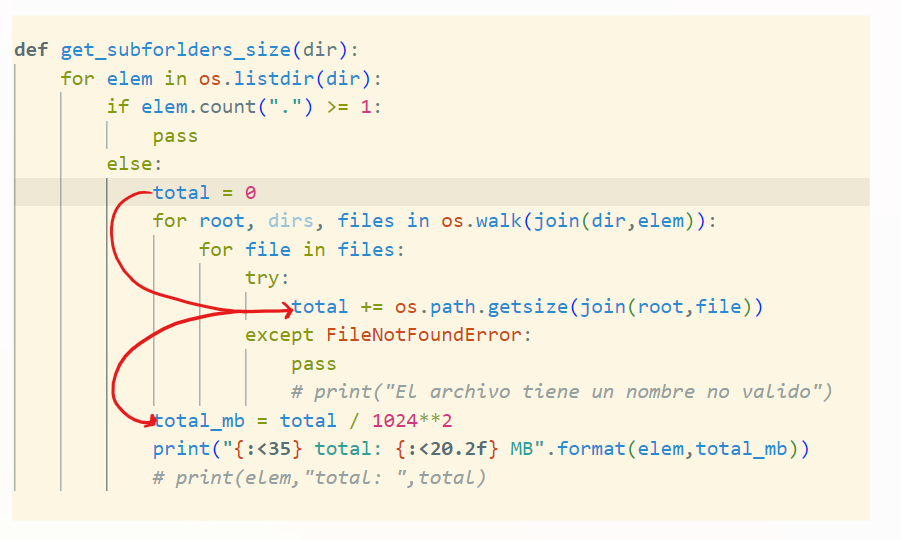 def get_subforlders_size(dir):
    for elem in os.listdir(dir):
        if elem.count(".") >= 1:
            pass
        else:
            total = 0
            for root, dirs, files in os.walk(join(dir,elem)):
                for file in files:
                    try:
                        total += os.path.getsize(join(root,file))
                    except FileNotFoundError:
                        pass
                        # print("El archivo tiene un nombre no valido")
            total_mb = total / 1024**2
            print("{:<35} total: {:<20.2f} MB".format(elem,total_mb))
            # print(elem,"total: ",total)